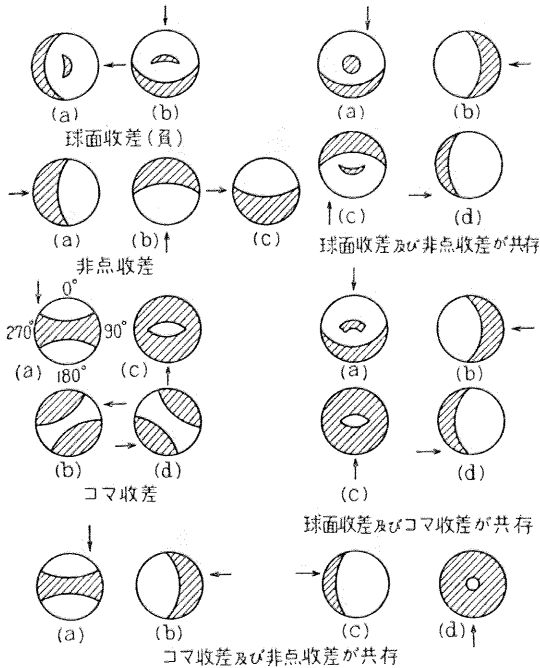 (a)
(b)
球面収差(負)
(a)
(b)
(c)
(d)
球面収差及び非点収差が共存
(a)
(b)
(c)
非点収差
0°
270°
90°
180°
(a)
(c)
(b)
(d)
コマ収差
(a)
(b)
(c)
(d)
球面収差及びコマ収差が共存
(a)
(b)
(c)
(d)
コマ収差及び非点収差が共存